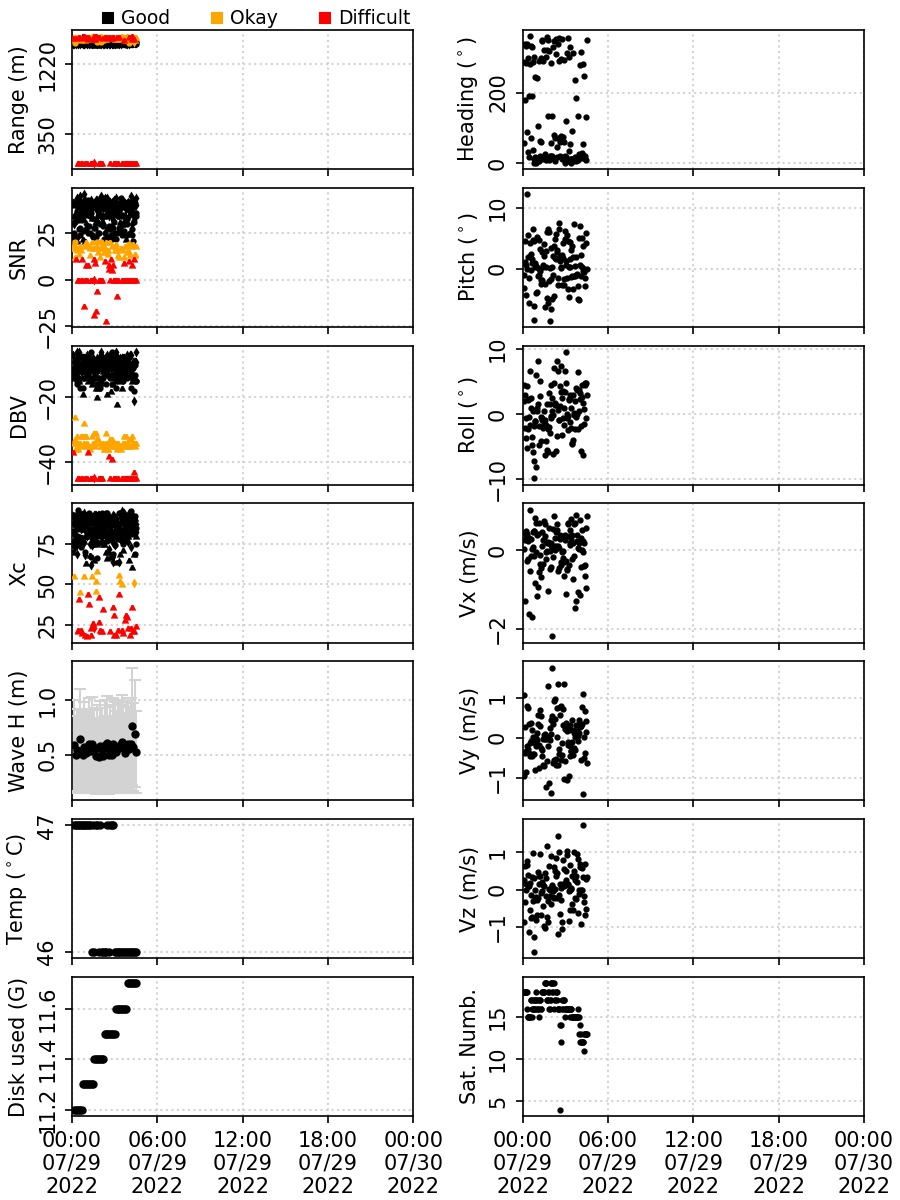 Good Okay Difficult
Range (m)
1220
350
Heading (°)
200
0
SNR
25
0
−25
Pitch (°)
10
0
DBV
−20
−40
Roll (°)
10
0
−10
Xc
75
50
25
Vx (m/s)
0
−2
Wave H (m)
1.0
0.5
Vy (m/s)
1
0
−1
Temp (°C)
47
46
Vz (m/s)
1
0
−1
Disk used (G)
11.6
11.4
11.2
Sat. Numb.
15
10
5
00:00 06:00 12:00 18:00 00:00 00:00 06:00 12:00 18:00 00:00
07/29 07/29 07/29 07/29 07/30 07/29 07/29 07/29 07/29 07/30
2022 2022 2022 2022 2022 2022 2022 2022 2022 2022